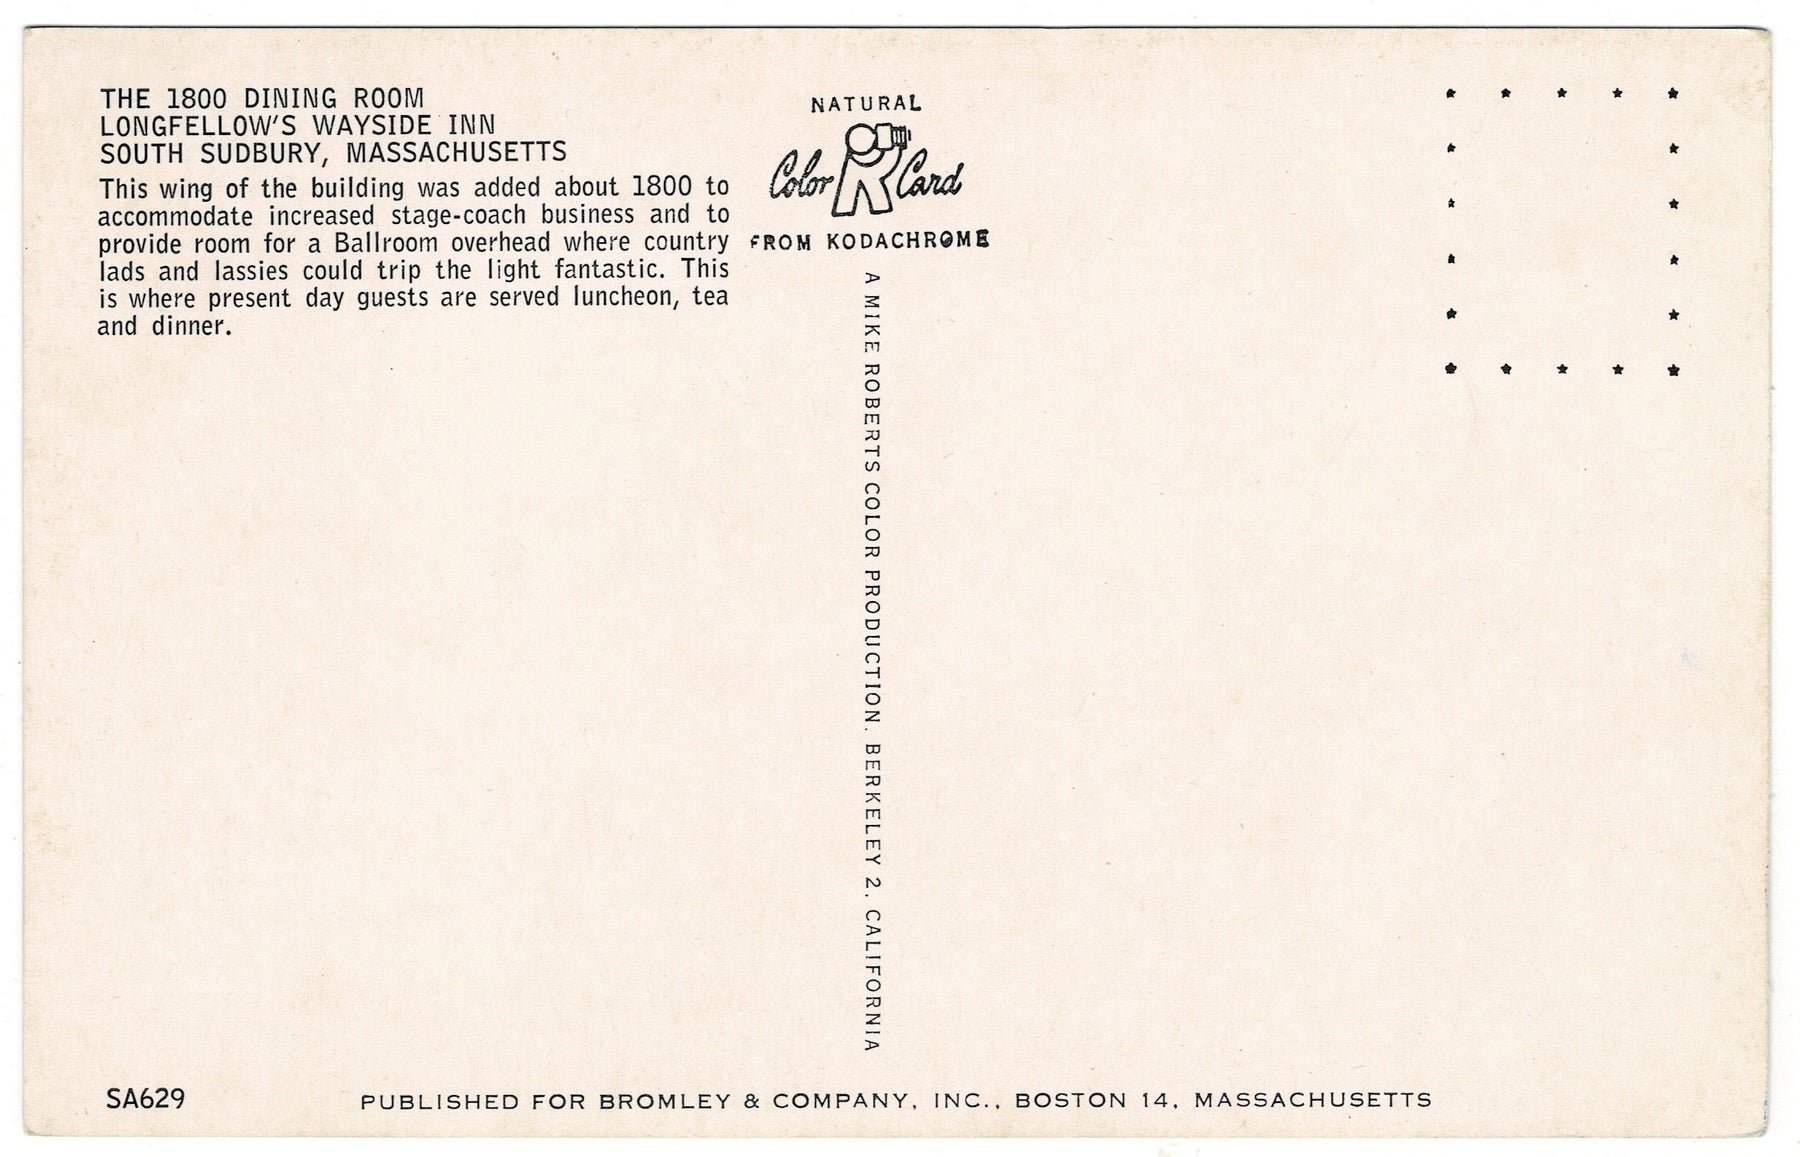 THE 1800 DINING ROOM
LONGFELLOW'S WAYSIDE INN
SOUTH SUDBURY, MASSACHUSETTS
This wing of the building was added about 1800 to
accommodate increased stage-coach business and to
provide room for a Ballroom overhead where country
lads and lassies could trip the light fantastic. This
is where present day guests are served luncheon, tea
and dinner.
NATURAL
Color R Card
FROM KODACHROME
A MIKE ROBERTS COLOR PRODUCTION, BERKELEY 2, CALIFORNIA
SA629
PUBLISHED FOR BROMLEY & COMPANY, INC., BOSTON 14, MASSACHUSETTS